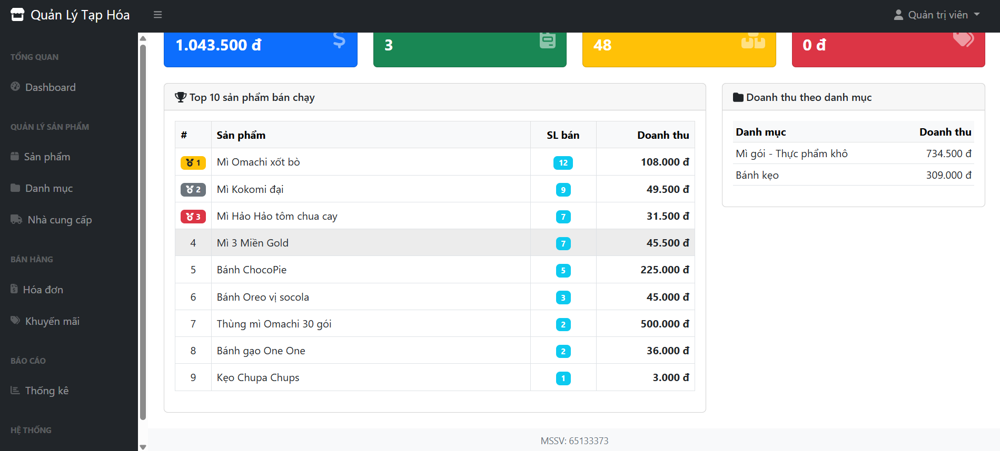 Quản Lý Tạp Hóa
Quản trị viên
TỔNG QUAN
Dashboard
QUẢN LÝ SẢN PHẨM
Sản phẩm
Danh mục
Nhà cung cấp
BÁN HÀNG
Hóa đơn
Khuyến mãi
BÁO CÁO
Thống kê
HỆ THỐNG
1.043.500 đ
3
48
0 đ
Top 10 sản phẩm bán chạy
# Sản phẩm SL bán Doanh thu
1 Mì Omachi xốt bò 12 108.000 đ
2 Mì Kokomi đại 9 49.500 đ
3 Mì Hảo Hảo tôm chua cay 7 31.500 đ
4 Mì 3 Miền Gold 7 45.500 đ
5 Bánh ChocoPie 5 225.000 đ
6 Bánh Oreo vị socola 3 45.000 đ
7 Thùng mì Omachi 30 gói 2 500.000 đ
8 Bánh gạo One One 2 36.000 đ
9 Kẹo Chupa Chups 1 3.000 đ
Doanh thu theo danh mục
Danh mục Doanh thu
Mì gói - Thực phẩm khô 734.500 đ
Bánh kẹo 309.000 đ
MSSV: 65133373